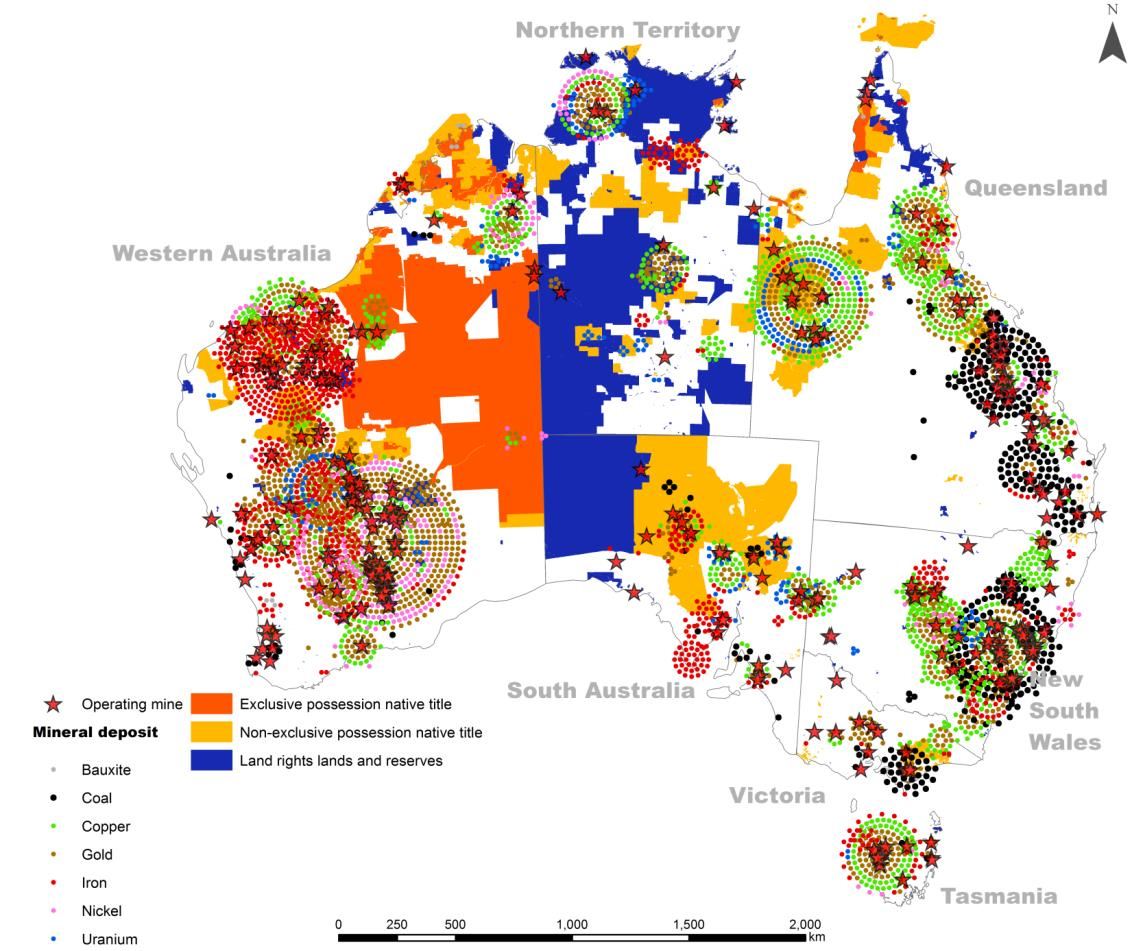 N
Northern Territory
Queensland
Western Australia
South Australia
New
South
Wales
Victoria
Tasmania
Operating mine
Exclusive possession native title
Mineral deposit
Non-exclusive possession native title
Land rights lands and reserves
Bauxite
Coal
Copper
Gold
Iron
Nickel
Uranium
0 250 500 1,000 1,500 2,000
km